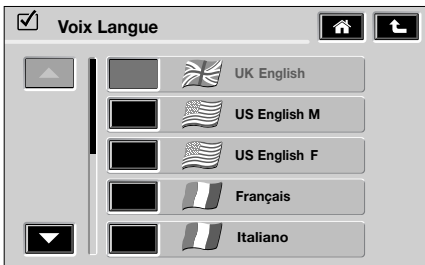 Voix Langue
UK English
US English M
US English F
Français
Italiano